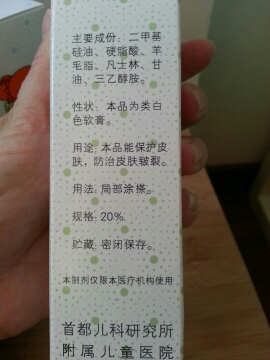 主要成份：二甲基
硅油、硬脂酸、羊
毛脂、凡士林、甘
油、三乙醇胺。
性状：本品为类白
色软膏。
用途：本品能保护皮
肤，防治皮肤皲裂。
用法：局部涂搽。
规格：20%
贮藏：密闭保存。
本制剂仅限本医疗机构使用
首都儿科研究所
附属儿童医院